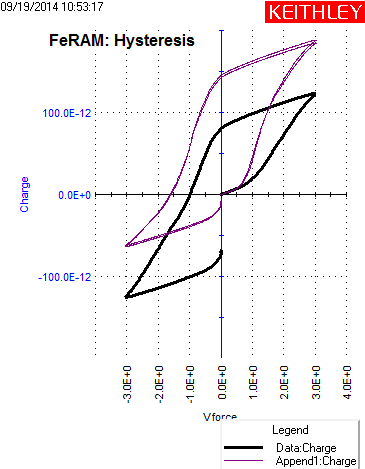 09/19/2014 10:53:17
KEITHLEY
FeRAM: Hysteresis
100.0E-12
0.0E+0
-100.0E-12
Charge
-3.0E+0
-2.0E+0
-1.0E+0
0.0E+0
1.0E+0
2.0E+0
3.0E+0
4.0E+0
Vforce
Legend
Data:Charge
Append1:Charge